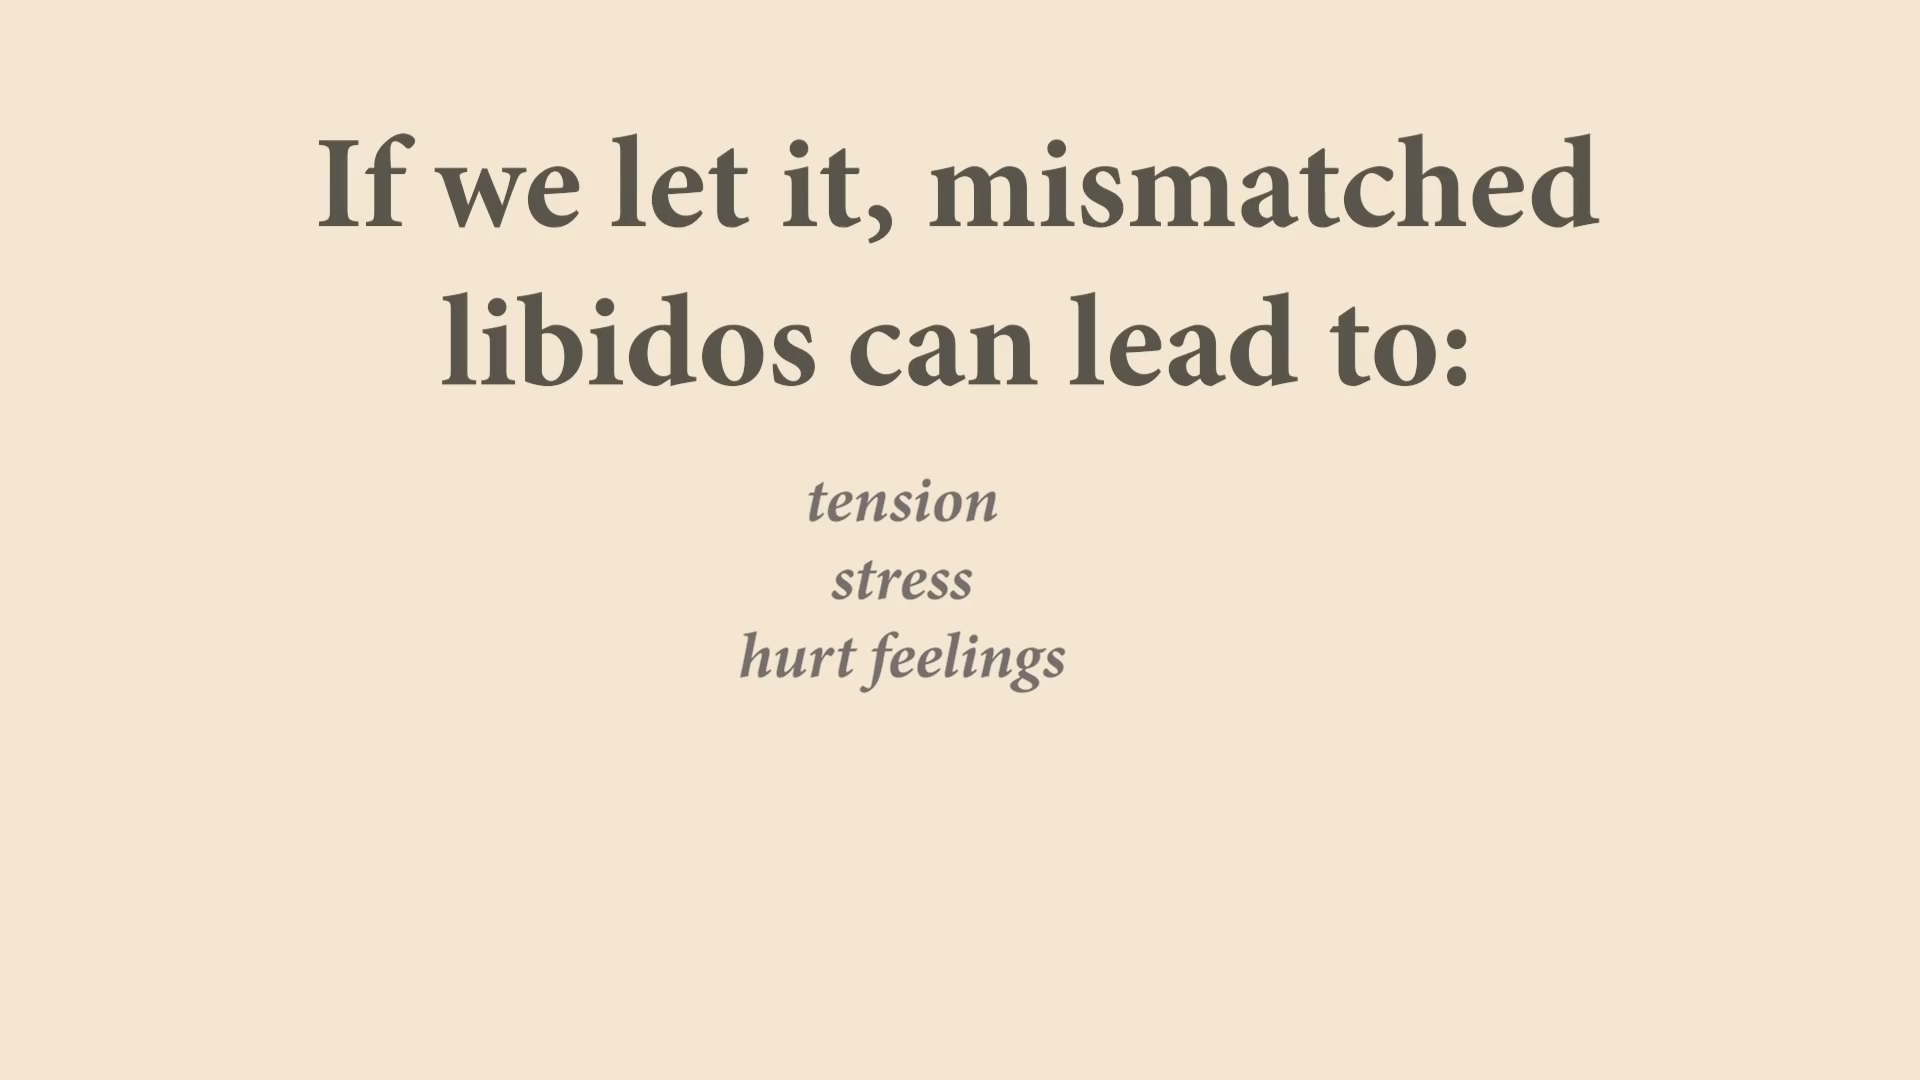 If we let it, mismatched
libidos can lead to:
tension
stress
hurt feelings